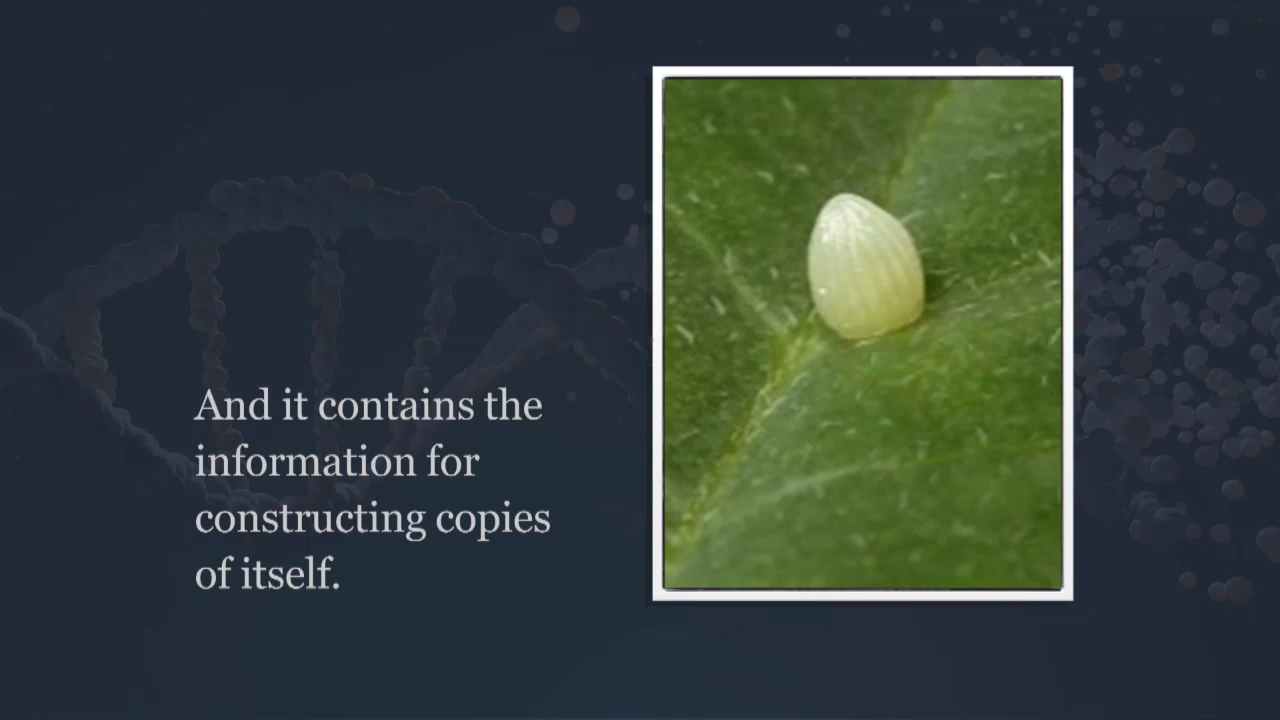 And it contains the
information for
constructing copies
of itself.